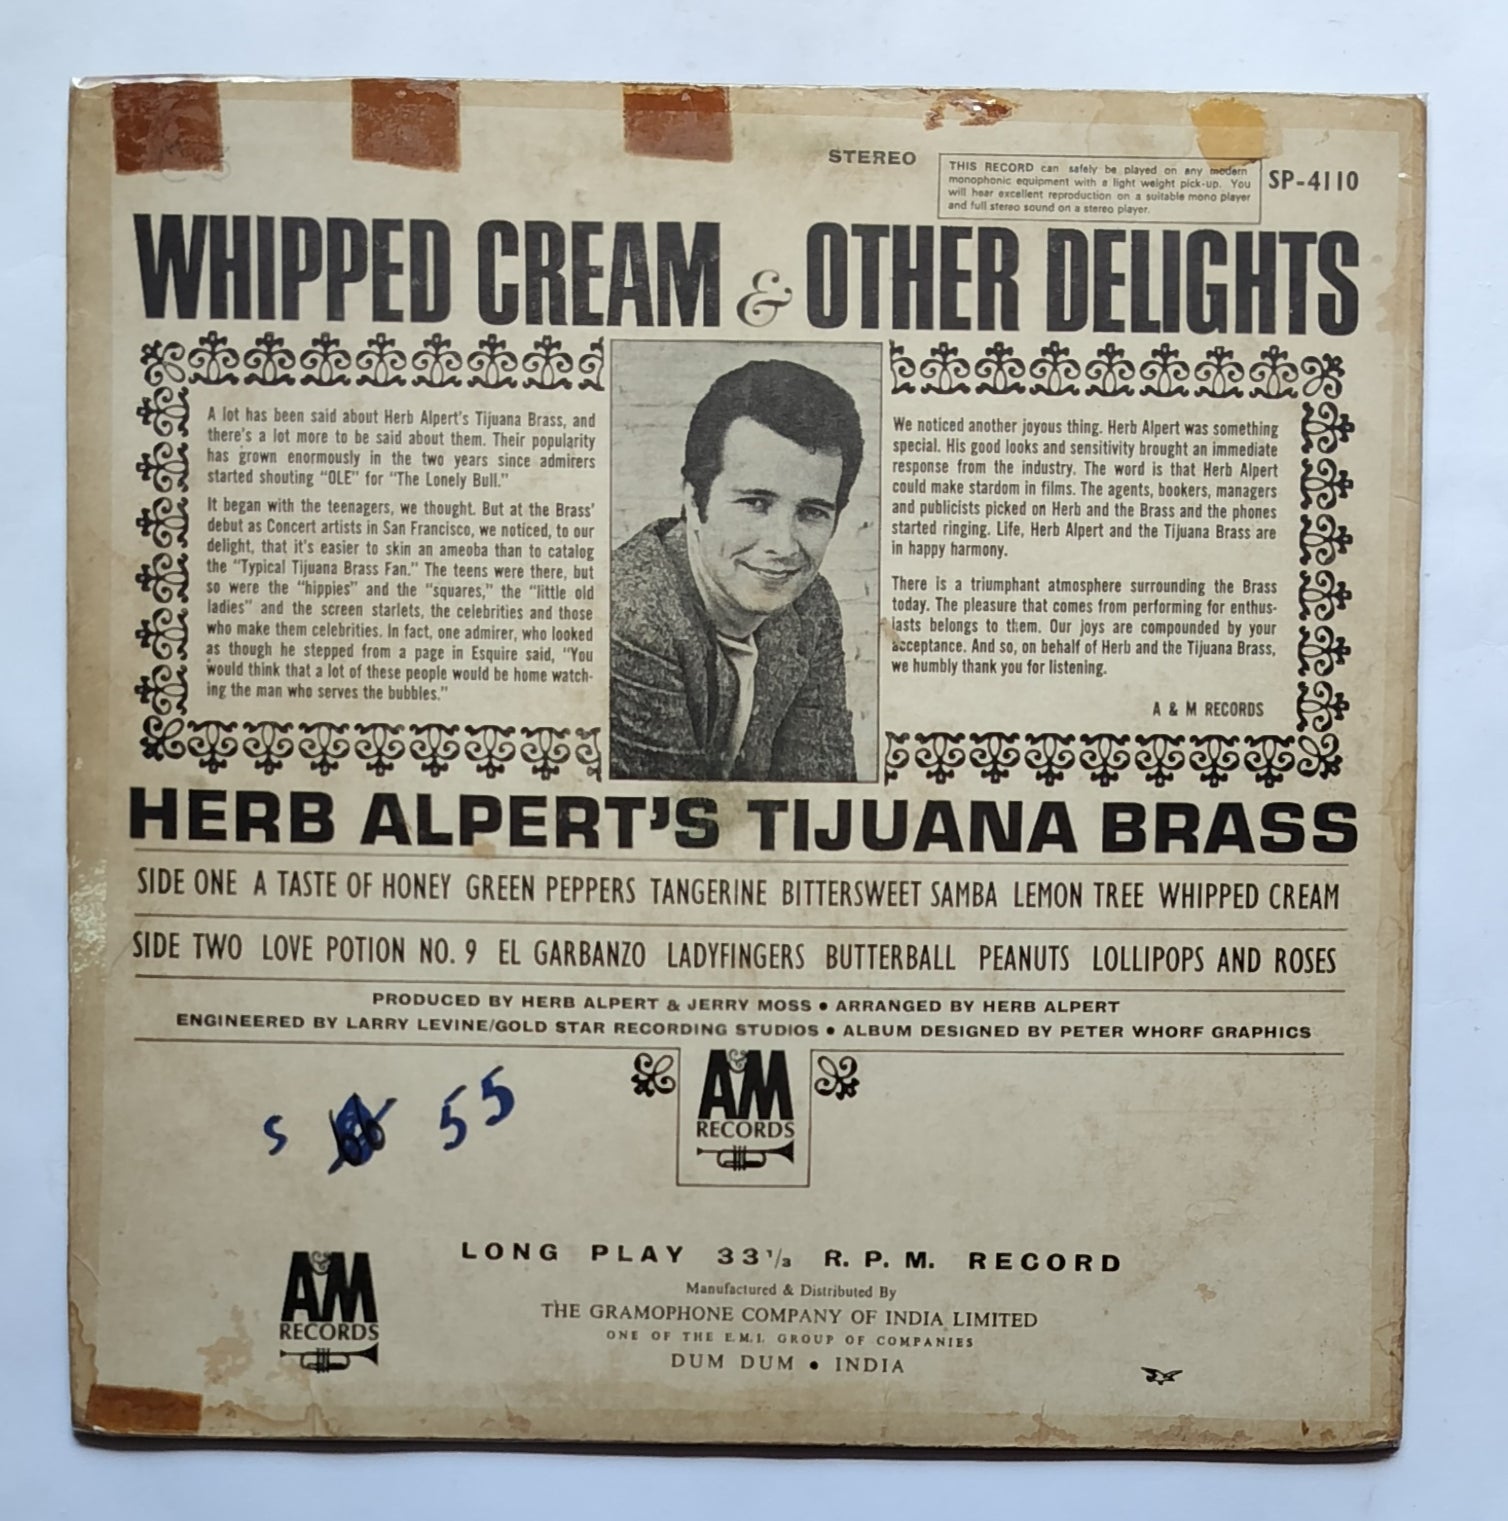 STEREO
THIS RECORD can safely be played on any modern
monophonic equipment with a light weight pick-up. You
will hear excellent reproduction on a suitable mono player
and full stereo sound on a stereo player.
SP-4110
WHIPPED CREAM & OTHER DELIGHTS
A lot has been said about Herb Alpert's Tijuana Brass, and
there's a lot more to be said about them. Their popularity
has grown enormously in the two years since admirers
started shouting "OLE" for "The Lonely Bull."
It began with the teenagers, we thought. But at the Brass'
debut as Concert artists in San Francisco, we noticed, to our
delight, that it's easier to skin an ameoba than to catalog
the "Typical Tijuana Brass Fan." The teens were there, but
so were the "hippies" and the "squares," the "little old
ladies" and the screen starlets, the celebrities and those
who make them celebrities. In fact, one admirer, who looked
as though he stepped from a page in Esquire said, "You
would think that a lot of these people would be home watch-
ing the man who serves the bubbles."
We noticed another joyous thing. Herb Alpert was something
special. His good looks and sensitivity brought an immediate
response from the industry. The word is that Herb Alpert
could make stardom in films. The agents, bookers, managers
and publicists picked on Herb and the Brass and the phones
started ringing. Life, Herb Alpert and the Tijuana Brass are
in happy harmony.
There is a triumphant atmosphere surrounding the Brass
today. The pleasure that comes from performing for enthus-
iasts belongs to them. Our joys are compounded by your
acceptance. And so, on behalf of Herb and the Tijuana Brass,
we humbly thank you for listening.
A & M RECORDS
HERB ALPERT'S TIJUANA BRASS
SIDE ONE A TASTE OF HONEY GREEN PEPPERS TANGERINE BITTERSWEET SAMBA LEMON TREE WHIPPED CREAM
SIDE TWO LOVE POTION NO. 9 EL GARBANZO LADYFINGERS BUTTERBALL PEANUTS LOLLIPOPS AND ROSES
PRODUCED BY HERB ALPERT & JERRY MOSS • ARRANGED BY HERB ALPERT
ENGINEERED BY LARRY LEVINE/GOLD STAR RECORDING STUDIOS • ALBUM DESIGNED BY PETER WHORF GRAPHICS
A&M
RECORDS
S 55
LONG PLAY 33 1/3 R. P. M. RECORD
Manufactured & Distributed By
THE GRAMOPHONE COMPANY OF INDIA LIMITED
ONE OF THE E.M.I. GROUP OF COMPANIES
DUM DUM • INDIA
A&M
RECORDS